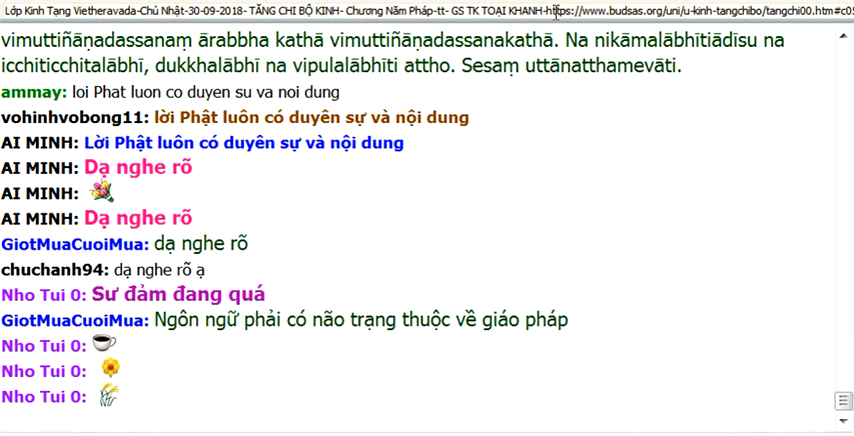 Lớp Kinh Tạng Vietheravada-Chủ Nhật-30-09-2018- TĂNG CHI BỘ KINH- Chương Năm Pháp-tt- GS TK TOẠI KHANH-https://www.budsas.org/uni/u-kinh-tangchibo/tangchi00.htm#c05
vimuttiñāṇadassanaṃ ārabbha kathā vimuttiñāṇadassanakathā. Na nikāmalābhītiādīsu na
icchiticchitalābhī, dukkhalābhī na vipulalābhīti attho. Sesaṃ uttānatthamevāti.
ammay: loi Phat luon co duyen su va noi dung
vohinhvobong11: lời Phật luôn có duyên sự và nội dung
AI MINH: Lời Phật luôn có duyên sự và nội dung
AI MINH: Dạ nghe rõ
AI MINH:
AI MINH: Dạ nghe rõ
GiotMuaCuoiMua: dạ nghe rõ
chuchanh94: dạ nghe rõ ạ
Nho Tui 0: Sư đảm đang quá
GiotMuaCuoiMua: Ngôn ngữ phải có não trạng thuộc về giáo pháp
Nho Tui 0:
Nho Tui 0:
Nho Tui 0: